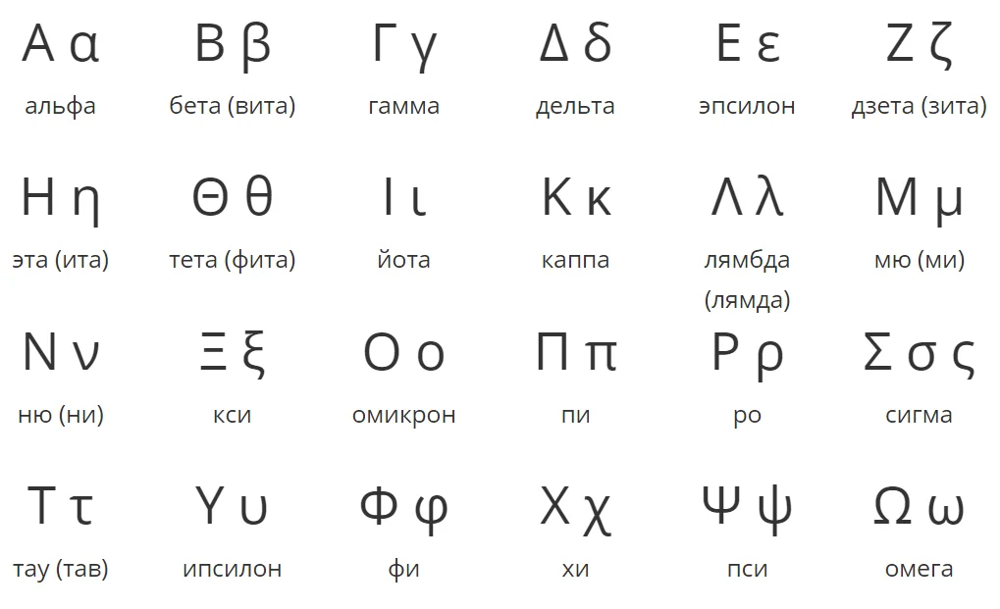 Α α Β β Γ γ Δ δ Ε ε Ζ ζ
альфа бета (вита) гамма дельта эпсилон дзета (зита)
Η η Θ θ Ι ι Κ κ Λ λ Μ μ
эта (ита) тета (фита) йота каппа лямбда мю (ми)
(лямда)
Ν ν Ξ ξ Ο ο Π π Ρ ρ Σ σ ς
ню (ни) кси омикрон пи ро сигма
Τ τ Υ υ Φ φ Χ χ Ψ ψ Ω ω
тау (тав) ипсилон фи хи пси омега